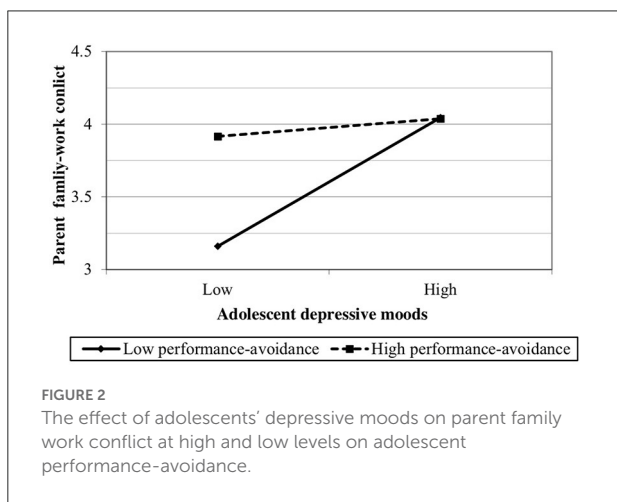 4.5
4
3.5
3
Parent famliy-work conlict
Low High
Adolescent depressive moods
Low performance-avoidance High performance-avoidance
FIGURE 2
The effect of adolescents' depressive moods on parent family
work conflict at high and low levels on adolescent
performance-avoidance.